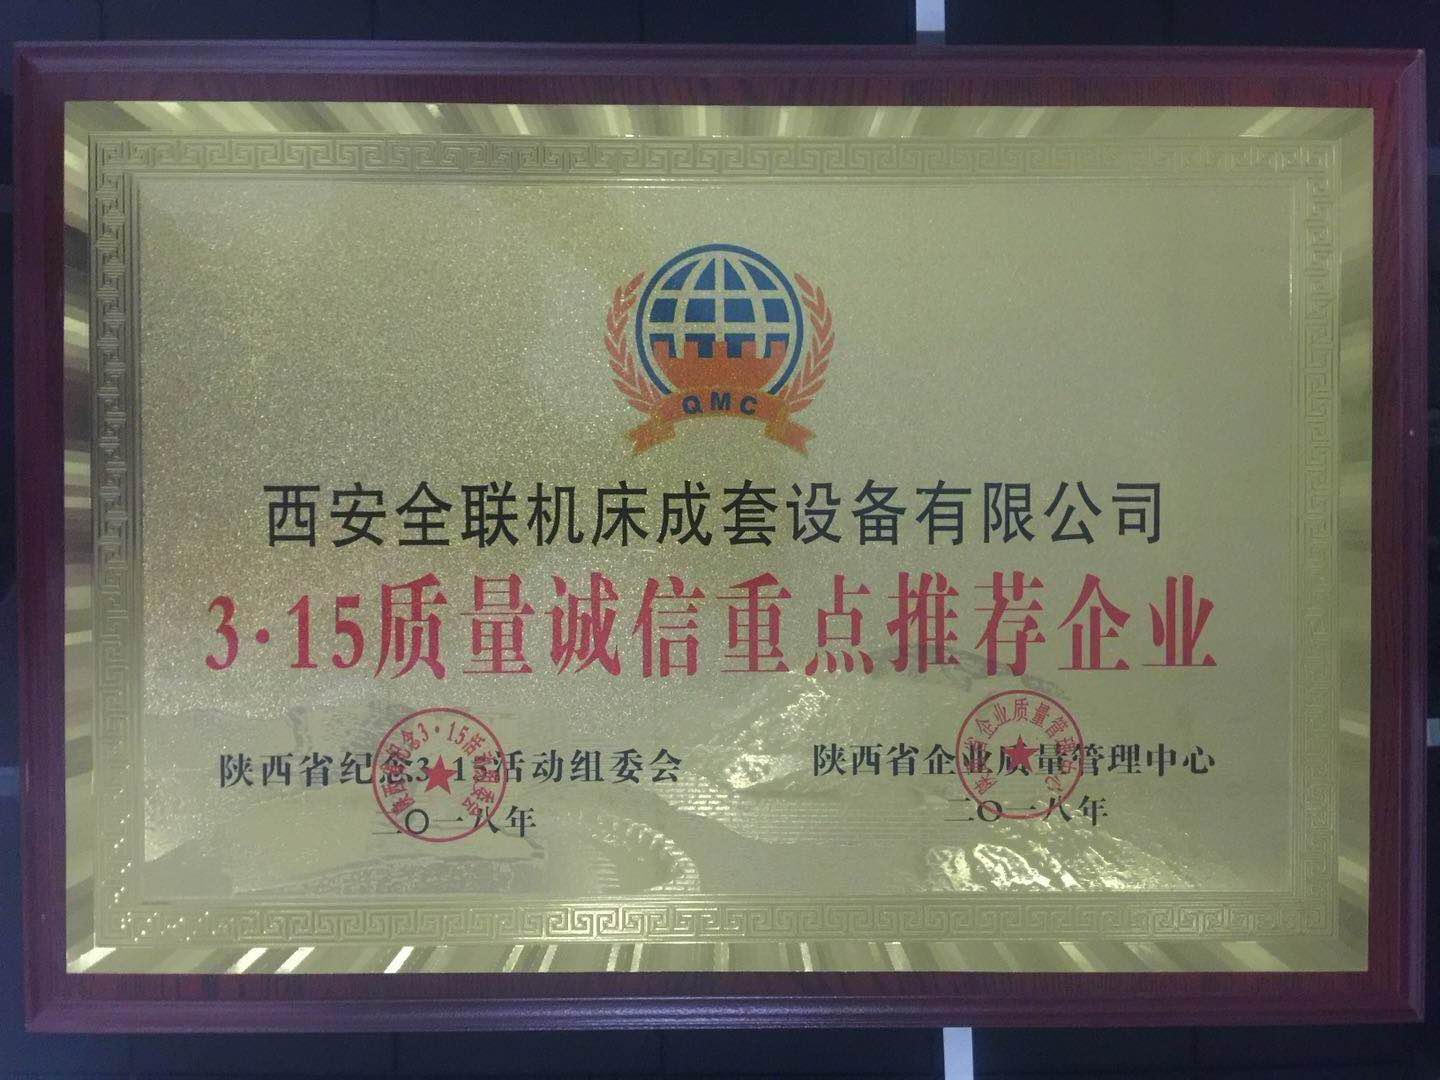 QMC
西安全联机床成套设备有限公司
3·15质量诚信重点推荐企业
陕西省纪念3·15活动组委会
二〇一八年
陕西省企业质量管理中心
二〇一八年